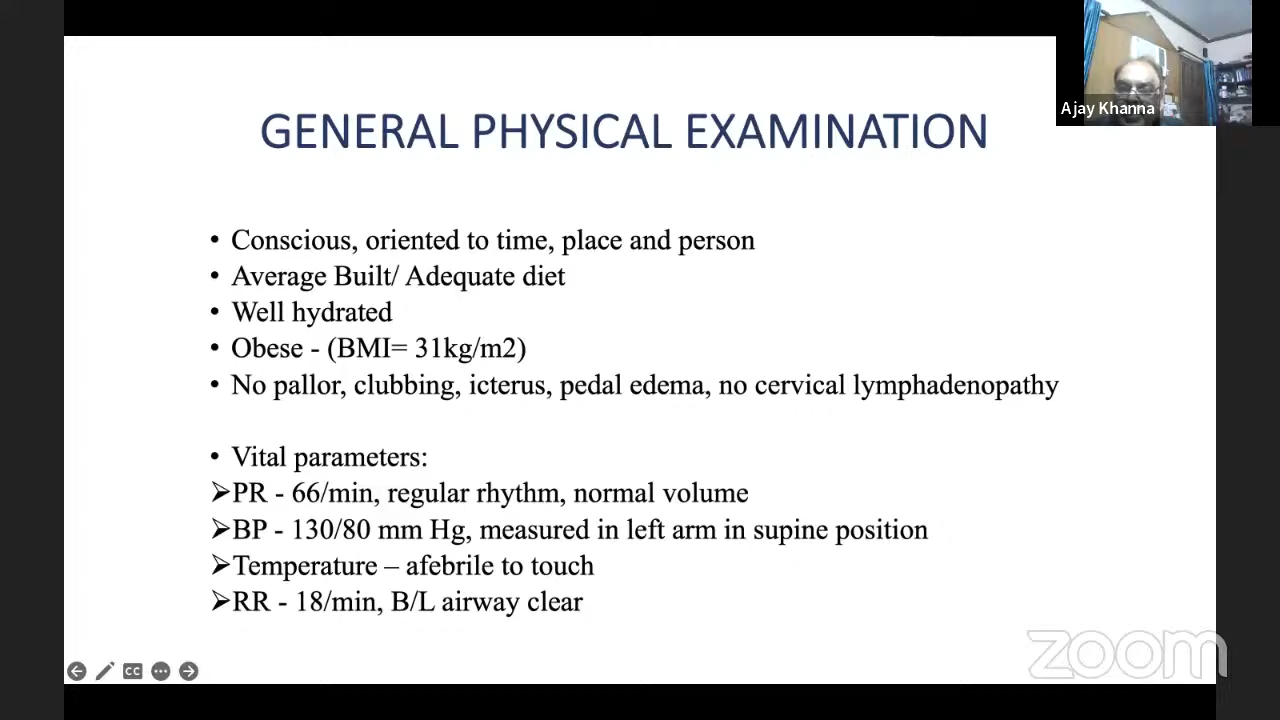 Ajay Khanna
GENERAL PHYSICAL EXAMINATION
• Conscious, oriented to time, place and person
• Average Built/ Adequate diet
• Well hydrated
• Obese - (BMI= 31kg/m2)
• No pallor, clubbing, icterus, pedal edema, no cervical lymphadenopathy
• Vital parameters:
➢PR - 66/min, regular rhythm, normal volume
➢BP - 130/80 mm Hg, measured in left arm in supine position
➢Temperature – afebrile to touch
➢RR - 18/min, B/L airway clear
CC
zoom